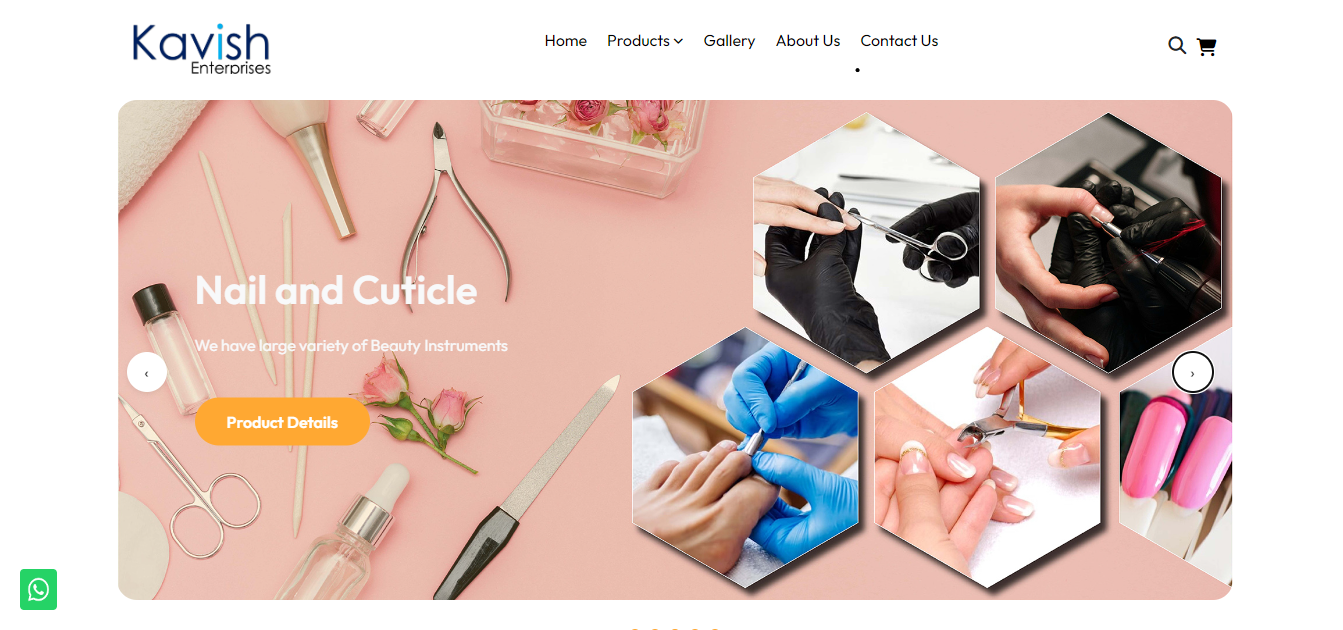 Kavish
Enterprises
Home
Products
Gallery
About Us
Contact Us
Nail and Cuticle
We have large variety of Beauty Instruments
‹
›
Product Details